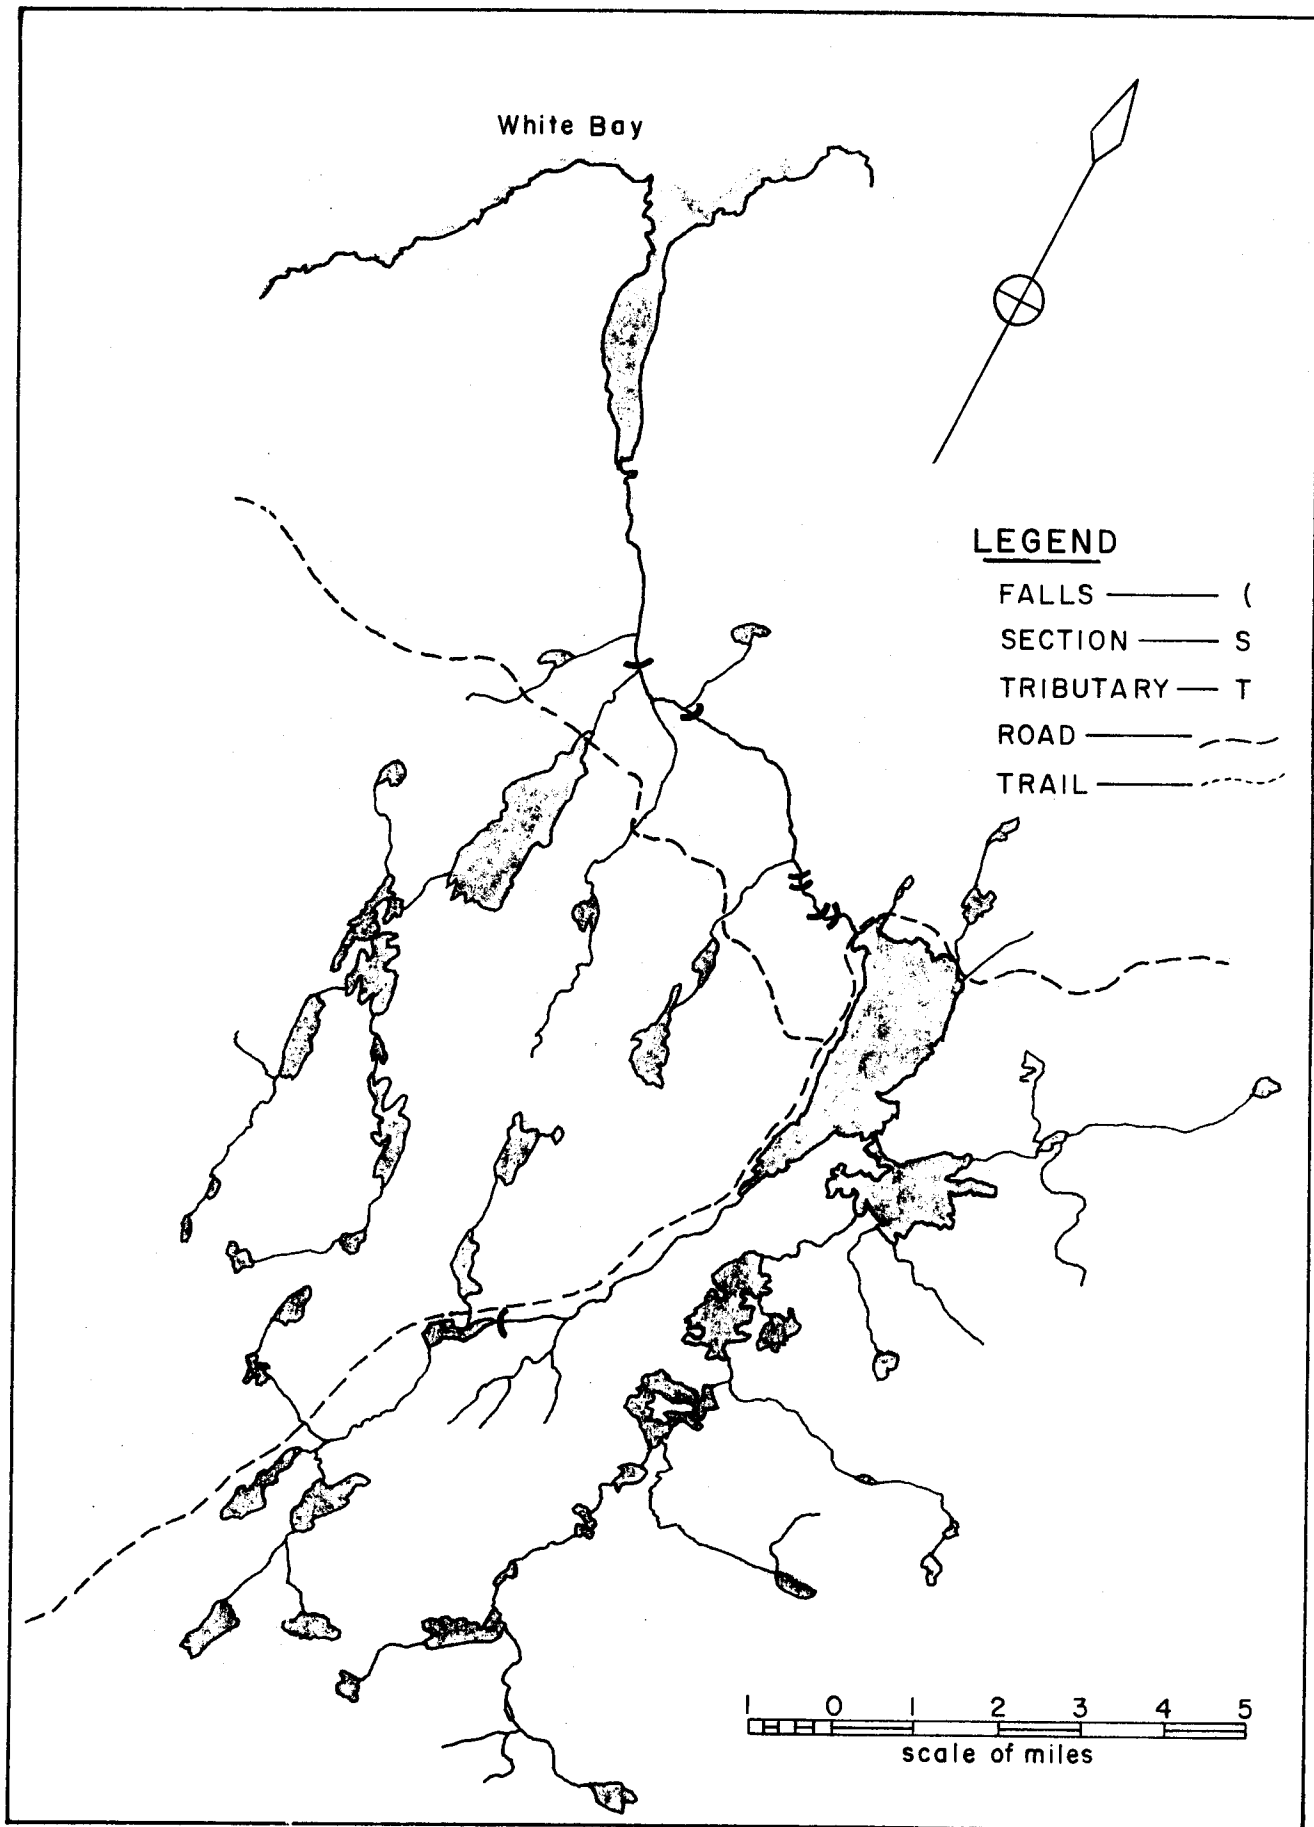 White Bay
LEGEND
FALLS (
SECTION S
TRIBUTARY T
ROAD
TRAIL
1 0 1 2 3 4 5
scale of miles